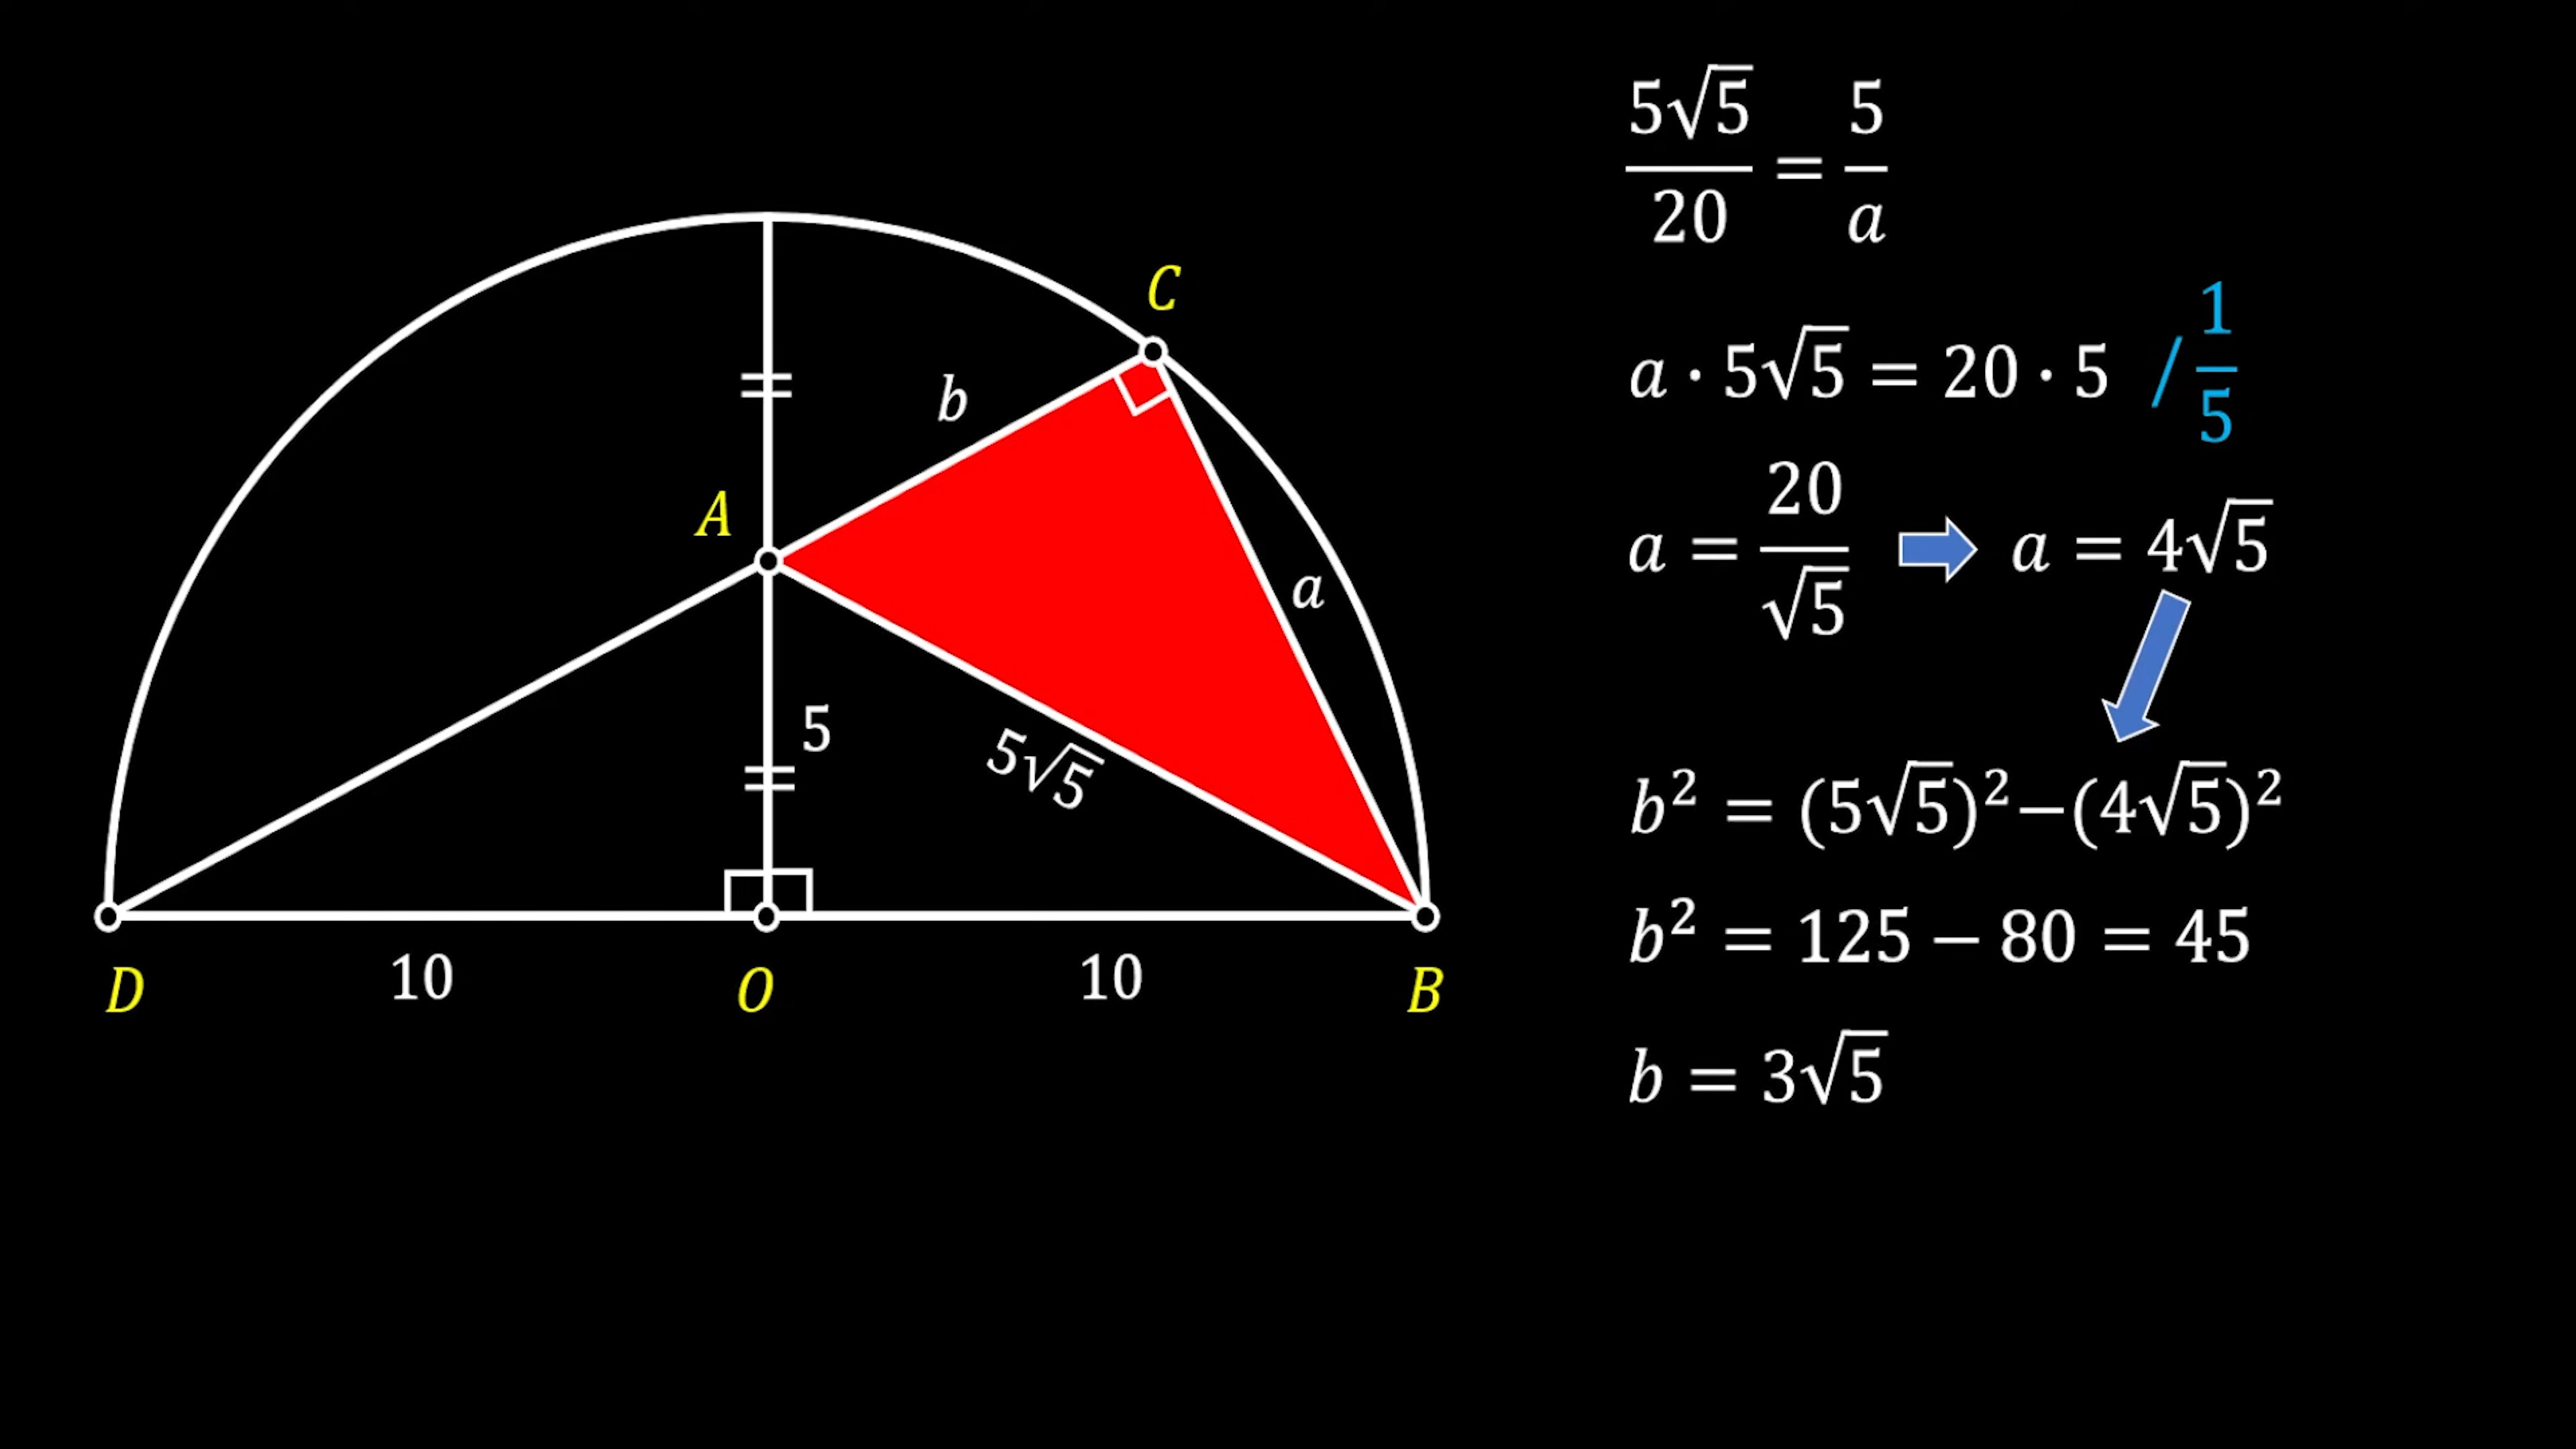 C
b
A
a
5
5√5
10
10
D
O
B
5√5/20 = 5/a
a · 5√5 = 20 · 5 / 1/5
a = 20/√5 a = 4√5
b² = (5√5)²−(4√5)²
b² = 125 − 80 = 45
b = 3√5